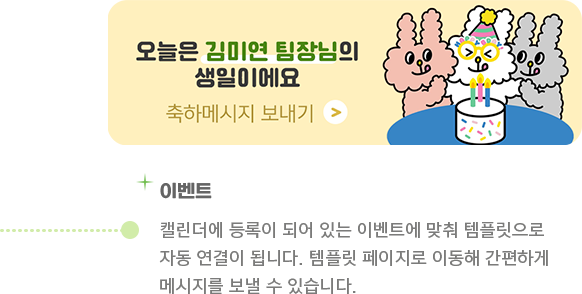 오늘은 김미연 팀장님의
생일이에요
축하메시지 보내기 >
이벤트
캘린더에 등록이 되어 있는 이벤트에 맞춰 템플릿으로
자동 연결이 됩니다. 템플릿 페이지로 이동해 간편하게
메시지를 보낼 수 있습니다.